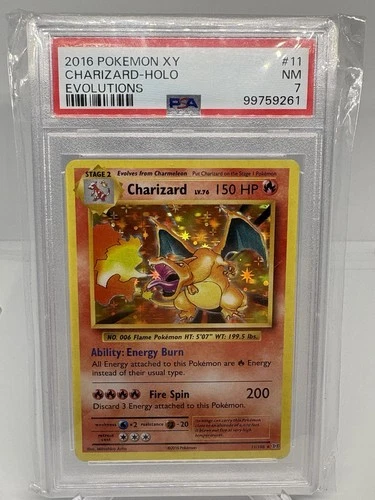 2016 POKEMON XY #11
CHARIZARD-HOLO NM
EVOLUTIONS 7
PSA 99759261
STAGE 2 Evolves from Charmeleon Put Charizard on the Stage 1 Pokémon
Charizard LV.76 150 HP
NO. 006 Flame Pokémon HT: 5'07" WT: 199.5 lbs.
Ability: Energy Burn
All Energy attached to this Pokémon are Energy
instead of their usual type.
Fire Spin 200
Discard 3 Energy attached to this Pokémon.
weakness ×2 resistance -20
retreat
cost
11/108